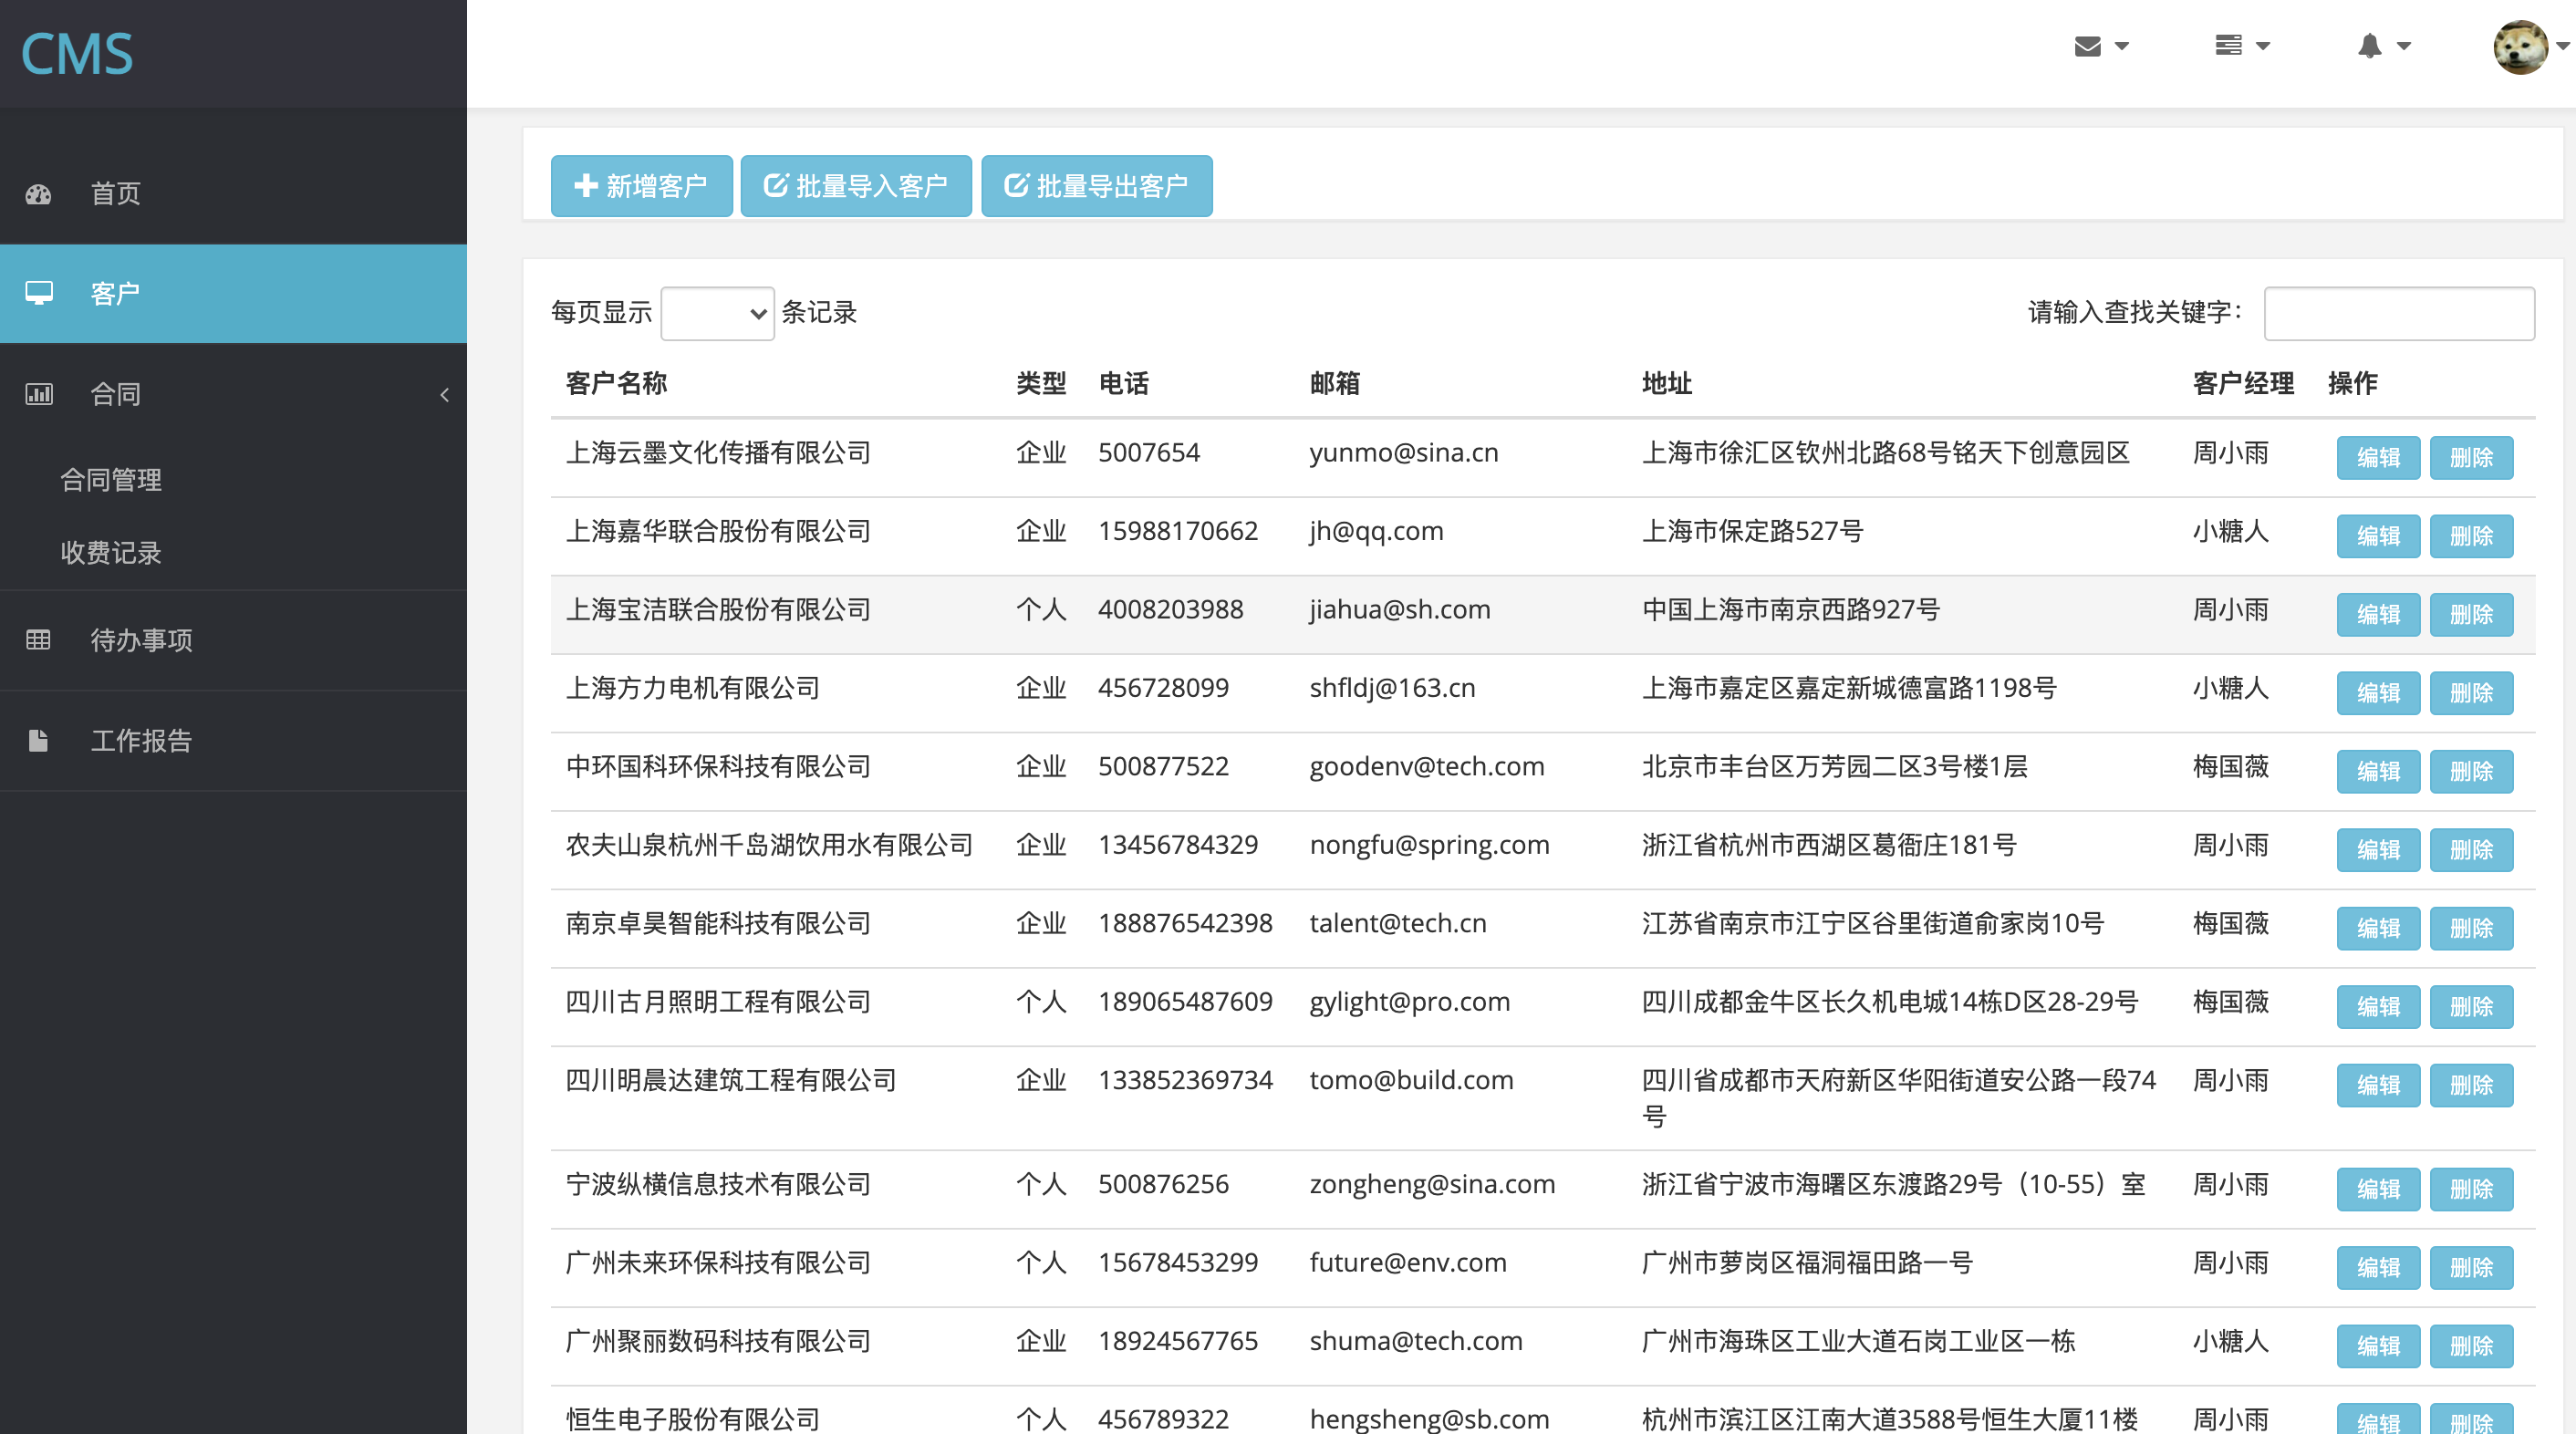 CMS
首页
客户
合同
合同管理
收费记录
待办事项
工作报告
新增客户 批量导入客户 批量导出客户
每页显示 条记录 请输入查找关键字：
客户名称 类型 电话 邮箱 地址 客户经理 操作
上海云墨文化传播有限公司 企业 5007654 yunmo@sina.cn 上海市徐汇区钦州北路68号铭天下创意园区 周小雨 编辑 删除
上海嘉华联合股份有限公司 企业 15988170662 jh@qq.com 上海市保定路527号 小糖人 编辑 删除
上海宝洁联合股份有限公司 个人 4008203988 jiahua@sh.com 中国上海市南京西路927号 周小雨 编辑 删除
上海方力电机有限公司 企业 456728099 shfldj@163.cn 上海市嘉定区嘉定新城德富路1198号 小糖人 编辑 删除
中环国科环保科技有限公司 企业 500877522 goodenv@tech.com 北京市丰台区万芳园二区3号楼1层 梅国薇 编辑 删除
农夫山泉杭州千岛湖饮用水有限公司 企业 13456784329 nongfu@spring.com 浙江省杭州市西湖区葛衙庄181号 周小雨 编辑 删除
南京卓昊智能科技有限公司 企业 188876542398 talent@tech.cn 江苏省南京市江宁区谷里街道俞家岗10号 梅国薇 编辑 删除
四川古月照明工程有限公司 个人 189065487609 gylight@pro.com 四川成都金牛区长久机电城14栋D区28-29号 梅国薇 编辑 删除
四川明晨达建筑工程有限公司 企业 133852369734 tomo@build.com 四川省成都市天府新区华阳街道安公路一段74 周小雨 编辑 删除
号
宁波纵横信息技术有限公司 个人 500876256 zongheng@sina.com 浙江省宁波市海曙区东渡路29号（10-55）室 周小雨 编辑 删除
广州未来环保科技有限公司 个人 15678453299 future@env.com 广州市萝岗区福洞福田路一号 周小雨 编辑 删除
广州聚丽数码科技有限公司 企业 18924567765 shuma@tech.com 广州市海珠区工业大道石岗工业区一栋 小糖人 编辑 删除
恒生电子股份有限公司 个人 456789322 hengsheng@sb.com 杭州市滨江区江南大道3588号恒生大厦11楼 周小雨 编辑 删除